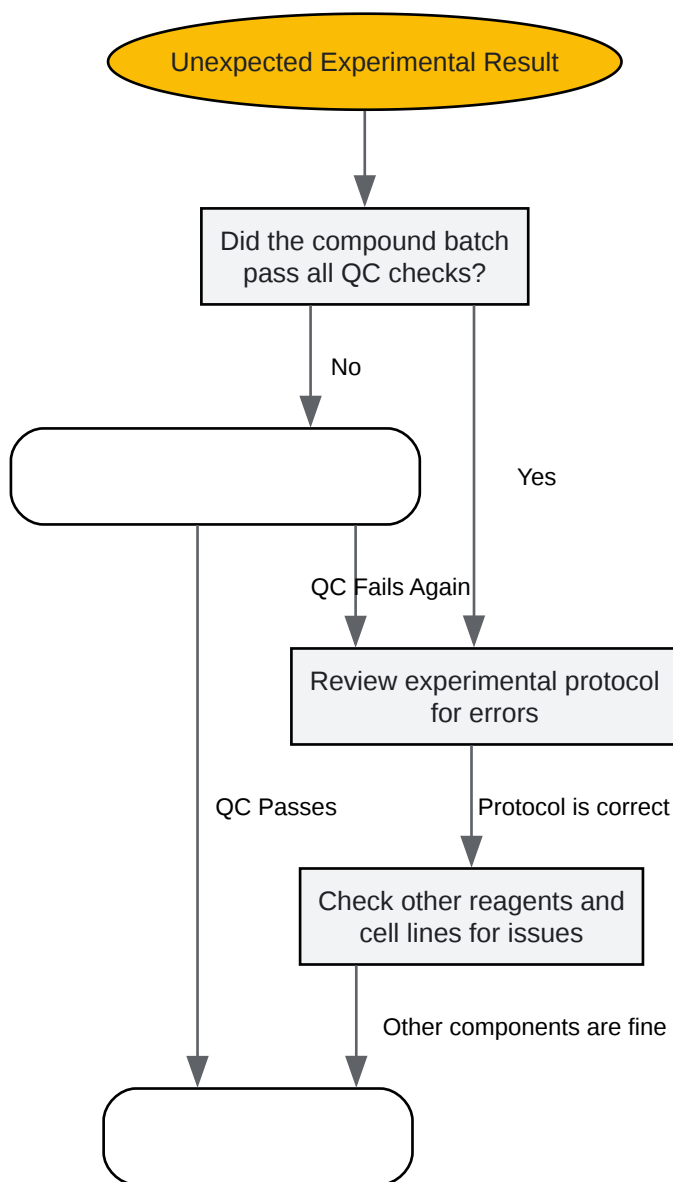 Unexpected Experimental Result
Did the compound batch
pass all QC checks?
No
Yes
QC Fails Again
Review experimental protocol
for errors
QC Passes
Protocol is correct
Check other reagents and
cell lines for issues
Other components are fine